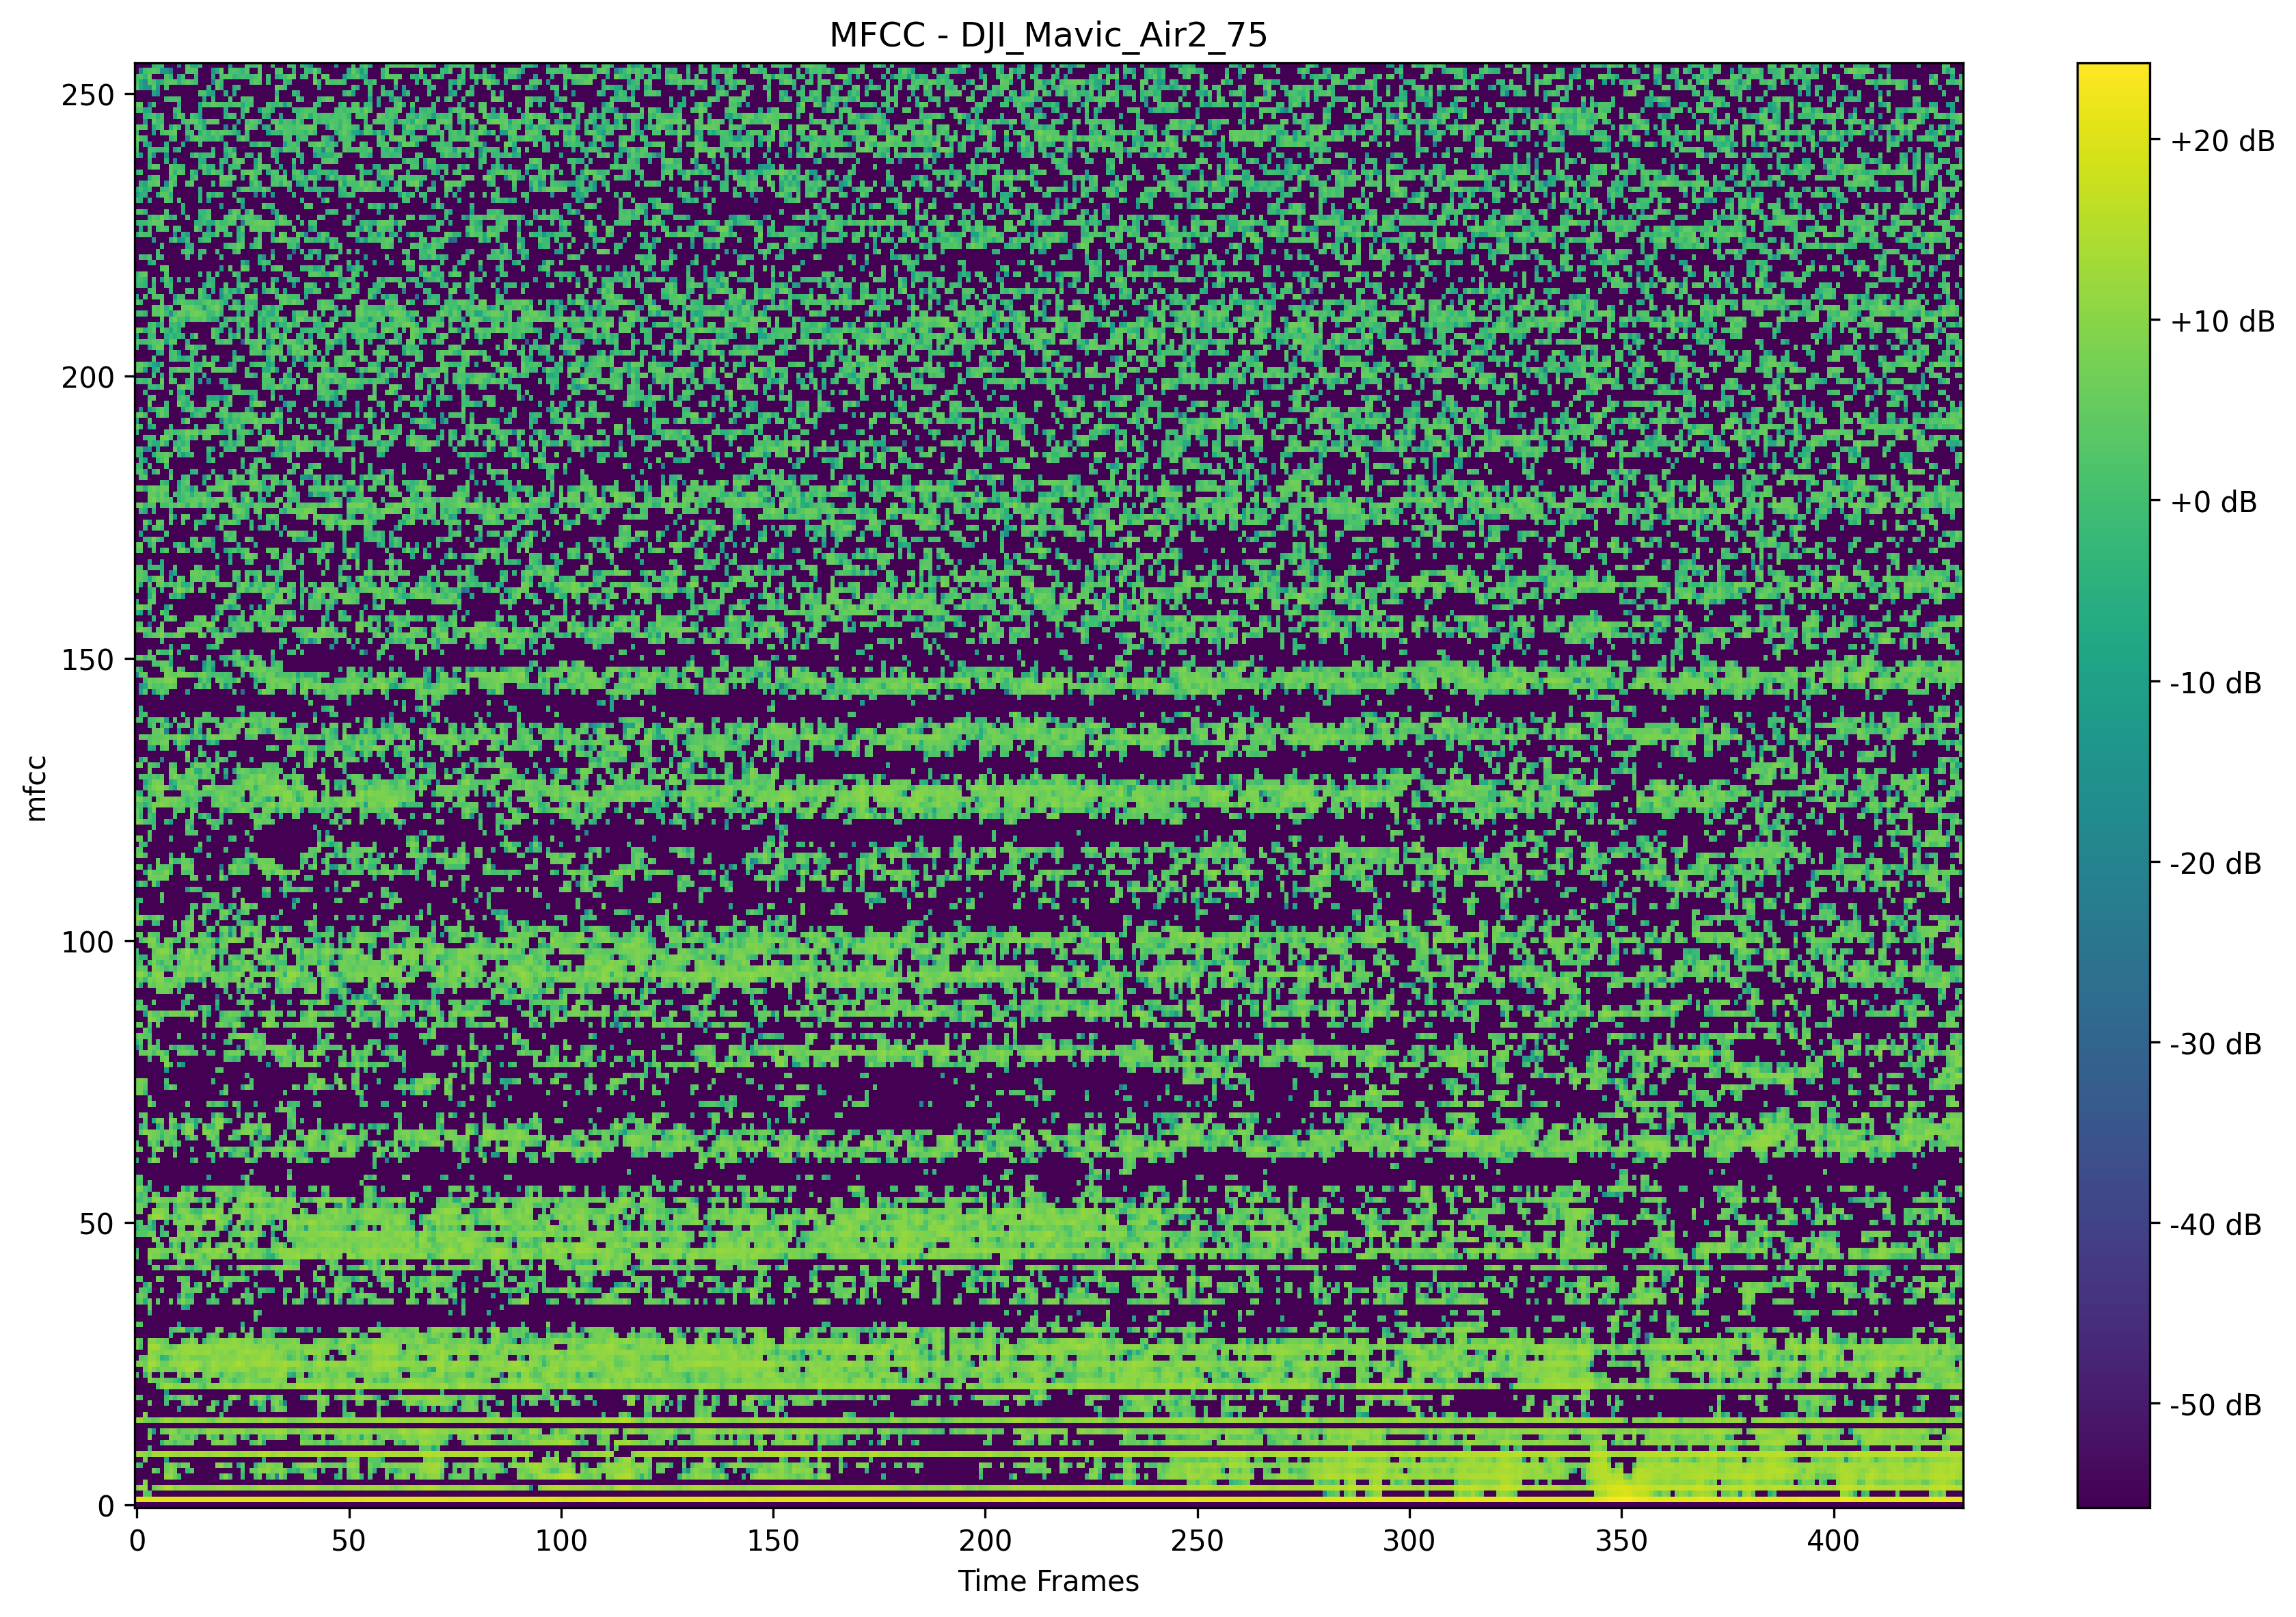 MFCC - DJI_Mavic_Air2_75
250
200
150
100
50
0
mfcc
0 50 100 150 200 250 300 350 400
Time Frames
+20 dB
+10 dB
+0 dB
-10 dB
-20 dB
-30 dB
-40 dB
-50 dB